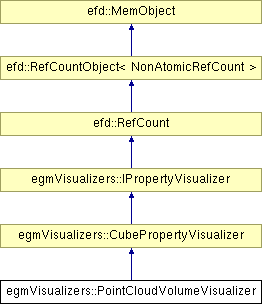 efd::MemObject
efd::RefCountObject< NonAtomicRefCount >
efd::RefCount
egmVisualizers::IPropertyVisualizer
egmVisualizers::CubePropertyVisualizer
egmVisualizers::PointCloudVolumeVisualizer